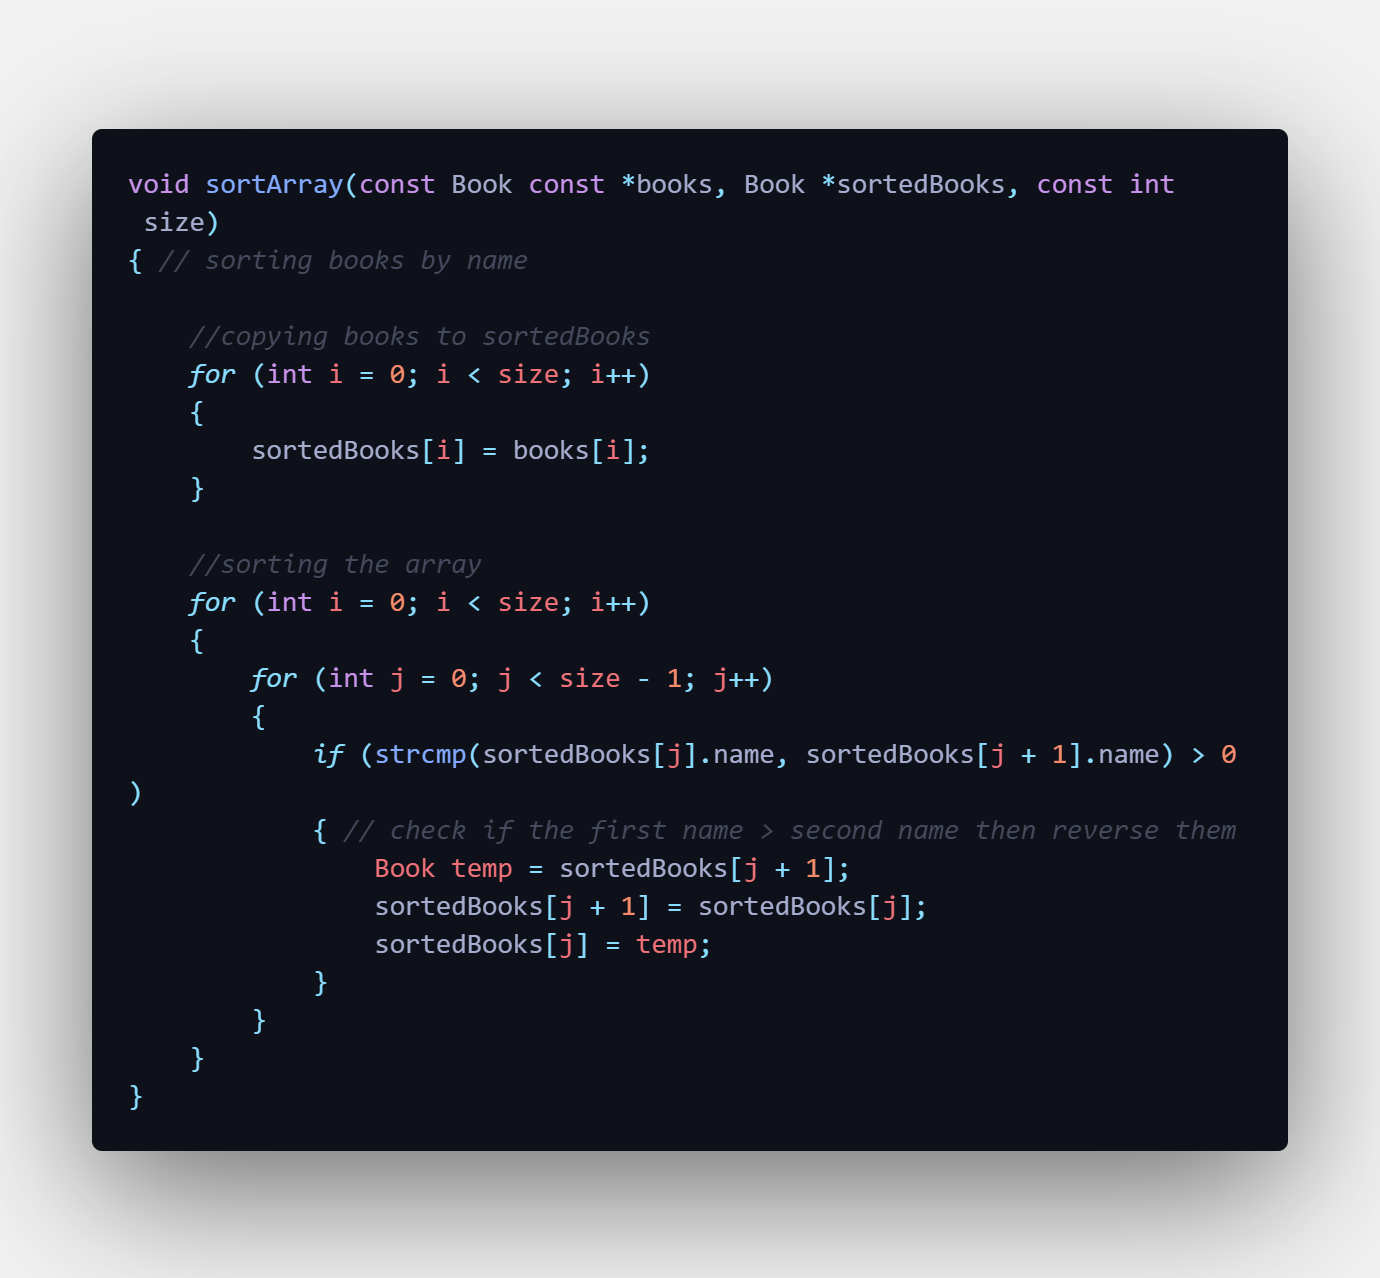 void sortArray(const Book const *books, Book *sortedBooks, const int
 size)
{ // sorting books by name

    //copying books to sortedBooks
    for (int i = 0; i < size; i++)
    {
        sortedBooks[i] = books[i];
    }

    //sorting the array
    for (int i = 0; i < size; i++)
    {
        for (int j = 0; j < size - 1; j++)
        {
            if (strcmp(sortedBooks[j].name, sortedBooks[j + 1].name) > 0
)
            { // check if the first name > second name then reverse them
                Book temp = sortedBooks[j + 1];
                sortedBooks[j + 1] = sortedBooks[j];
                sortedBooks[j] = temp;
            }
        }
    }
}